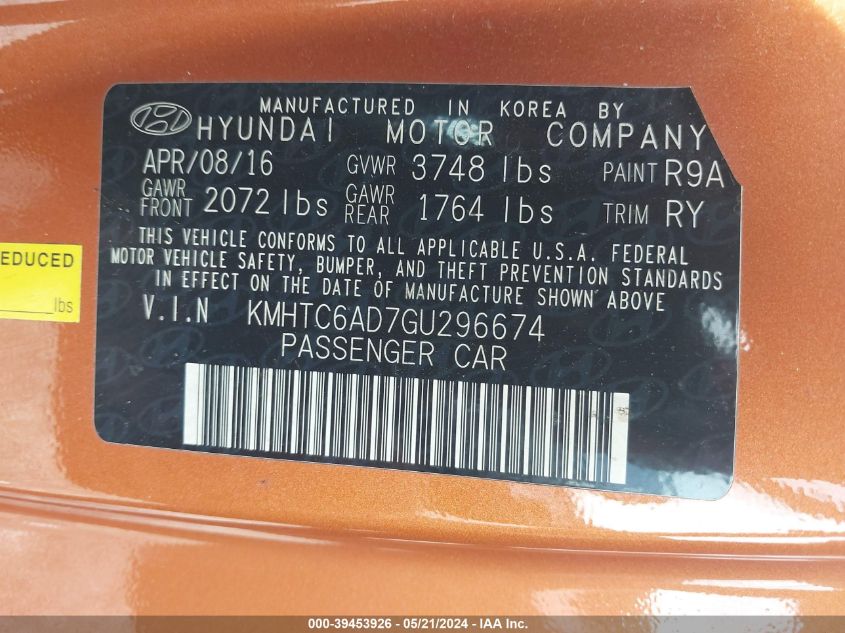 MANUFACTURED IN KOREA BY
HYUNDAI MOTOR COMPANY
APR/08/16 GVWR 3748 lbs PAINT R9A
GAWR FRONT 2072 lbs GAWR REAR 1764 lbs TRIM RY
THIS VEHICLE CONFORMS TO ALL APPLICABLE U.S.A. FEDERAL
MOTOR VEHICLE SAFETY, BUMPER, AND THEFT PREVENTION STANDARDS
IN EFFECT ON THE DATE OF MANUFACTURE SHOWN ABOVE
V.I.N KMHTC6AD7GU296674
PASSENGER CAR
EDUCED
lbs
000-39453926 - 05/21/2024 - IAA Inc.